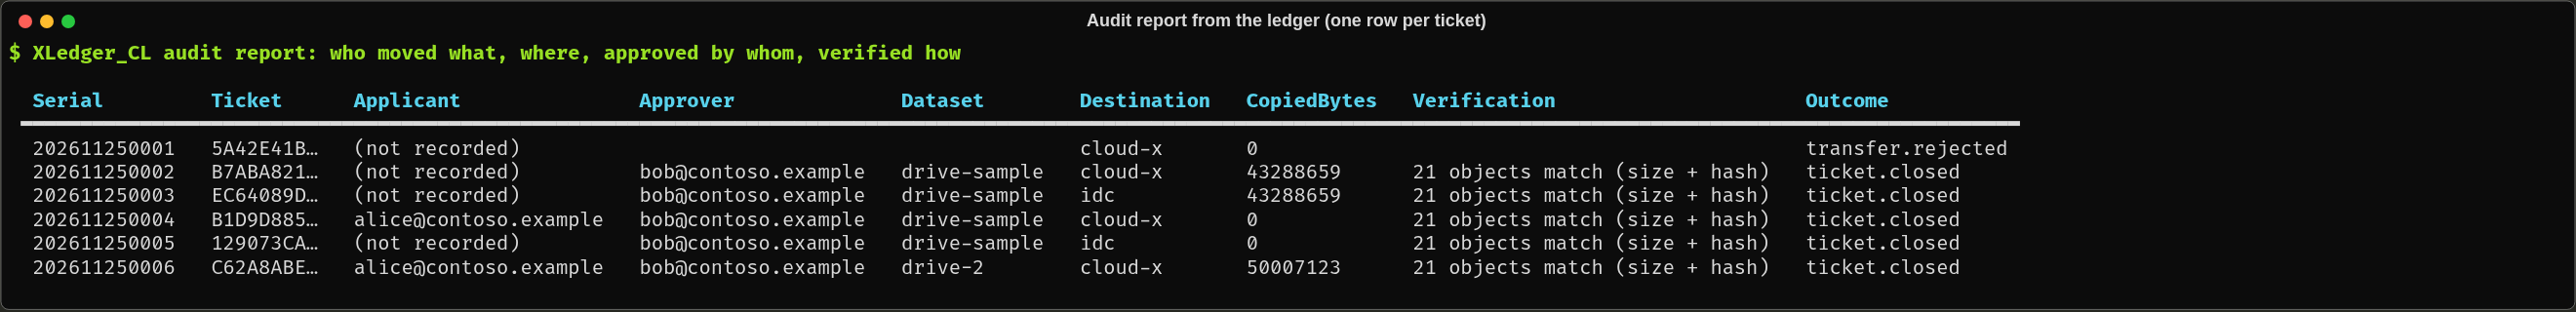 Audit report from the ledger (one row per ticket)
$ XLedger_CL audit report: who moved what, where, approved by whom, verified how
Serial Ticket Applicant Approver Dataset Destination CopiedBytes Verification Outcome
202611250001 5A42E41B… (not recorded) cloud-x 0 transfer.rejected
202611250002 B7ABA821… (not recorded) bob@contoso.example drive-sample cloud-x 43288659 21 objects match (size + hash) ticket.closed
202611250003 EC64089D… (not recorded) bob@contoso.example drive-sample idc 43288659 21 objects match (size + hash) ticket.closed
202611250004 B1D9D885… alice@contoso.example bob@contoso.example drive-sample cloud-x 0 21 objects match (size + hash) ticket.closed
202611250005 129073CA… (not recorded) bob@contoso.example drive-sample idc 0 21 objects match (size + hash) ticket.closed
202611250006 C62A8ABE… alice@contoso.example bob@contoso.example drive-2 cloud-x 50007123 21 objects match (size + hash) ticket.closed